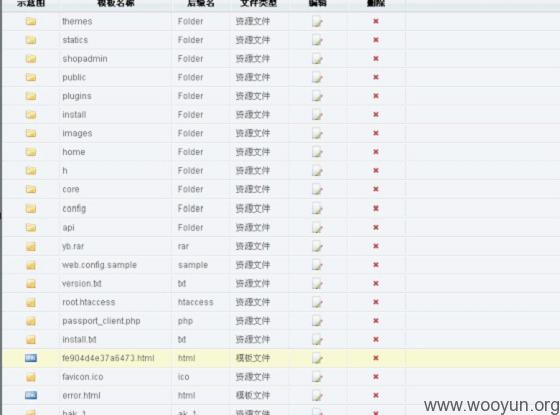 示意图 模板名称 后缀名 文件类型 编辑 删除
themes Folder 资源文件
statics Folder 资源文件
shopadmin Folder 资源文件
public Folder 资源文件
plugins Folder 资源文件
install Folder 资源文件
images Folder 资源文件
home Folder 资源文件
h Folder 资源文件
core Folder 资源文件
config Folder 资源文件
api Folder 资源文件
yb.rar rar 资源文件
web.config.sample sample 资源文件
version.txt txt 资源文件
root.htaccess htaccess 资源文件
passport_client.php php 资源文件
install.txt txt 资源文件
fe904d4e37a6473.html html 模板文件
favicon.ico ico 资源文件
error.html html 模板文件
bak_1 ak_1 资源文件
www.wooyun.org